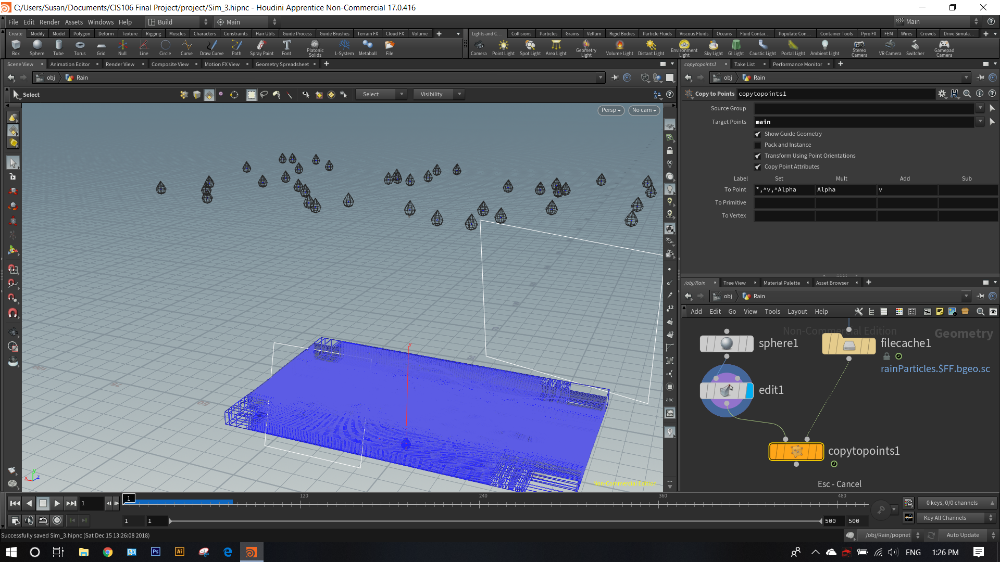 C:/Users/Susan/Documents/CIS106 Final Project/project/Sim_3.hipnc - Houdini Apprentice Non-Commercial 17.0.416
File Edit Render Assets Windows Help Build Main Main
Create Modify Model Polygon Deform Texture Rigging Muscles Characters Constraints Hair Utils Guide Process Guide Brushes Terrain FX Cloud FX Volume
Lights and C... Collisions Particles Grains Vellum Rigid Bodies Particle Fluids Viscous Fluids Oceans Fluid Contai... Populate Con... Container Tools Pyro FX FEM Wires Crowds Drive Simula...
Box Sphere Tube Torus Grid Null Line Circle Curve Draw Curve Path Spray Paint Font Platonic Solids L-System Metaball File
Camera Point Light Spot Light Area Light Geometry Light Volume Light Distant Light Environment Light Sky Light GI Light Caustic Light Portal Light Ambient Light Stereo Camera VR Camera Switcher Gamepad Camera
Scene View Animation Editor Render View Composite View Motion FX View Geometry Spreadsheet
copytopoints1 Take List Performance Monitor
obj Rain
obj Rain
Select Select Visibility
Copy to Points copytopoints1
Persp No cam
Source Group
Target Points main
Show Guide Geometry
Pack and Instance
Transform Using Point Orientations
Copy Point Attributes
Label Set Mult Add Sub
To Point *,^v,^Alpha Alpha v
To Primitive
To Vertex
/obj/Rain Tree View Material Palette Asset Browser
obj Rain
Add Edit Go View Tools Layout Help
Non-Commercial Edition Geometry
sphere1
filecache1
rainParticles.$FF.bgeo.sc
edit1
copytopoints1
Esc - Cancel
12
12
abc
y
y
x
z
Non-Commercial Edition
1
1 120 240 360 480
0 keys, 0/0 channels
1 1 500 500
Key All Channels
Successfully saved Sim_3.hipnc (Sat Dec 15 13:26:08 2018)
/obj/Rain/popnet Auto Update
Ps Ai
ENG 1:26 PM